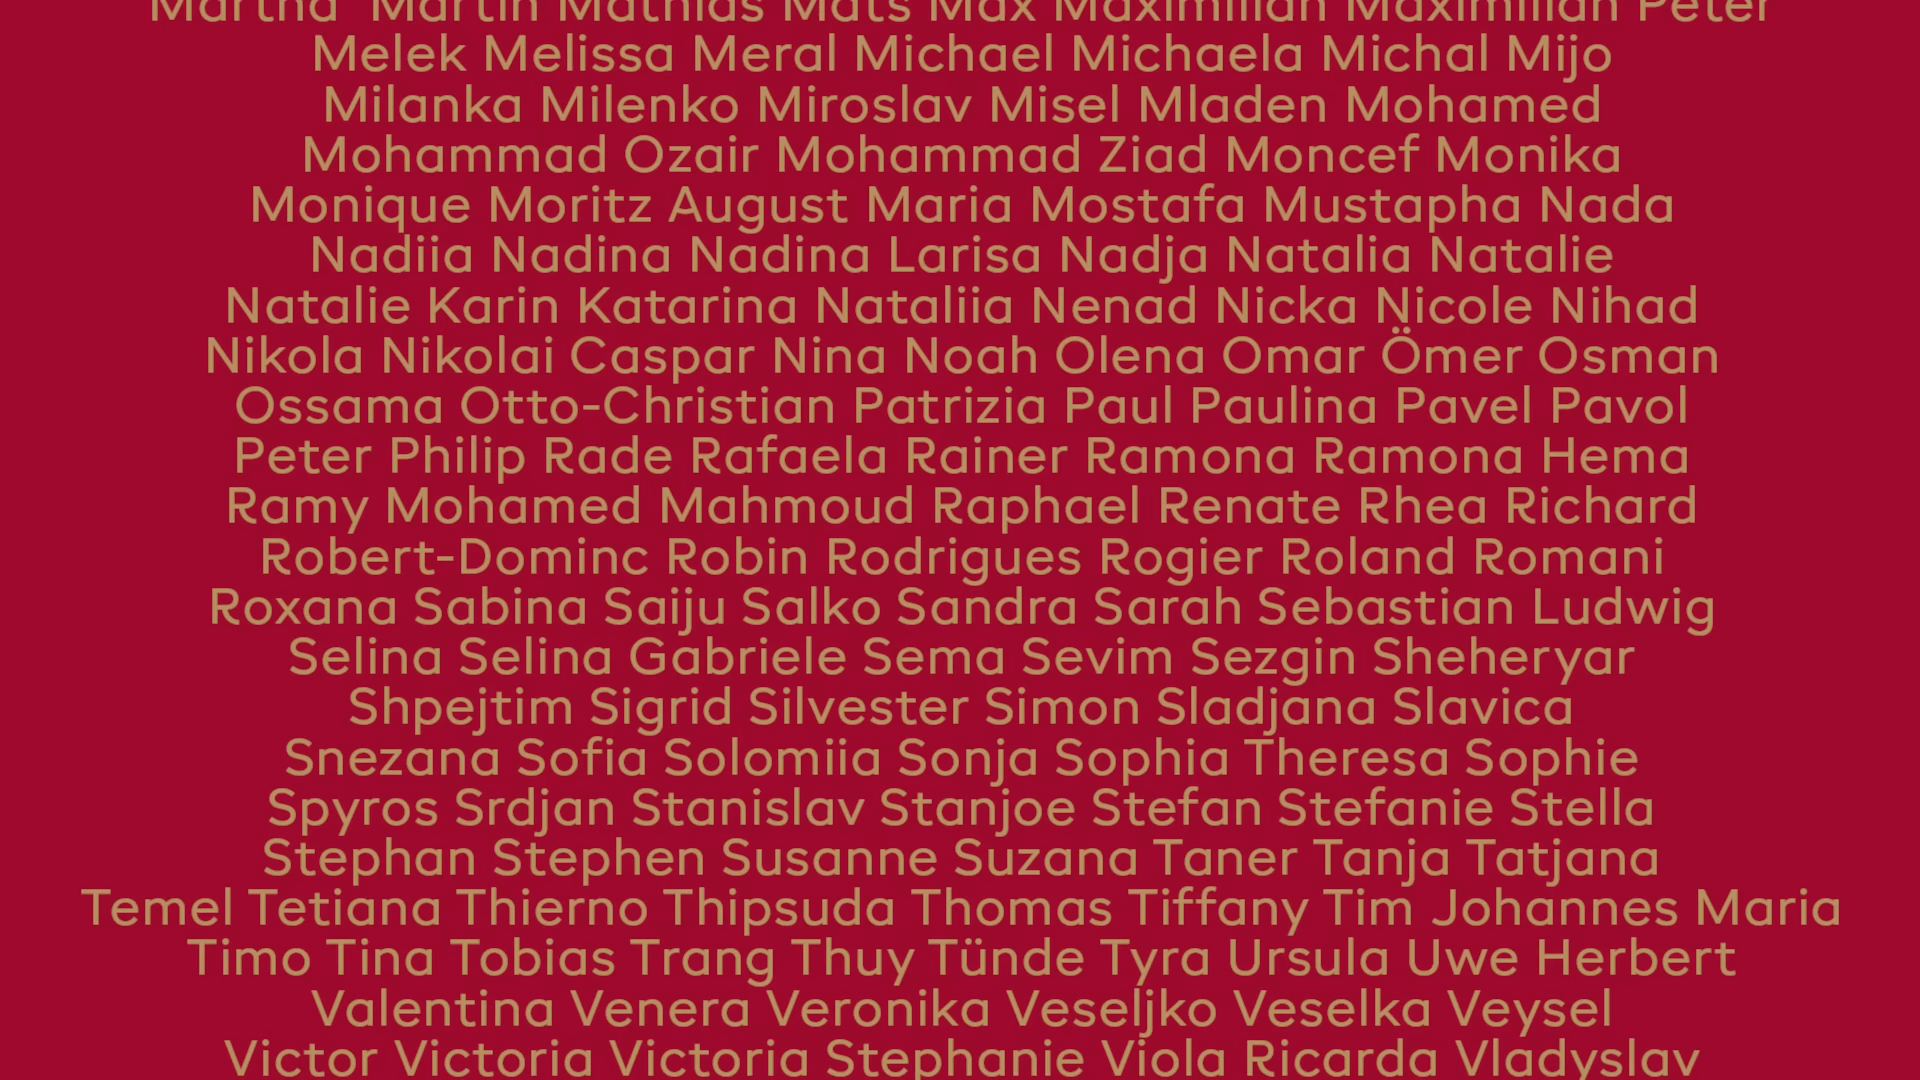 Martha Martin Mathias Mats Max Maximilian Maximilian Peter
Melek Melissa Meral Michael Michaela Michal Mijo
Milanka Milenko Miroslav Misel Mladen Mohamed
Mohammad Ozair Mohammad Ziad Moncef Monika
Monique Moritz August Maria Mostafa Mustapha Nada
Nadiia Nadina Nadina Larisa Nadja Natalia Natalie
Natalie Karin Katarina Nataliia Nenad Nicka Nicole Nihad
Nikola Nikolai Caspar Nina Noah Olena Omar Ömer Osman
Ossama Otto-Christian Patrizia Paul Paulina Pavel Pavol
Peter Philip Rade Rafaela Rainer Ramona Ramona Hema
Ramy Mohamed Mahmoud Raphael Renate Rhea Richard
Robert-Dominc Robin Rodrigues Rogier Roland Romani
Roxana Sabina Saiju Salko Sandra Sarah Sebastian Ludwig
Selina Selina Gabriele Sema Sevim Sezgin Sheheryar
Shpejtim Sigrid Silvester Simon Sladjana Slavica
Snezana Sofia Solomiia Sonja Sophia Theresa Sophie
Spyros Srdjan Stanislav Stanjoe Stefan Stefanie Stella
Stephan Stephen Susanne Suzana Taner Tanja Tatjana
Temel Tetiana Thierno Thipsuda Thomas Tiffany Tim Johannes Maria
Timo Tina Tobias Trang Thuy Tünde Tyra Ursula Uwe Herbert
Valentina Venera Veronika Veseljko Veselka Veysel
Victor Victoria Victoria Stephanie Viola Ricarda Vladyslav